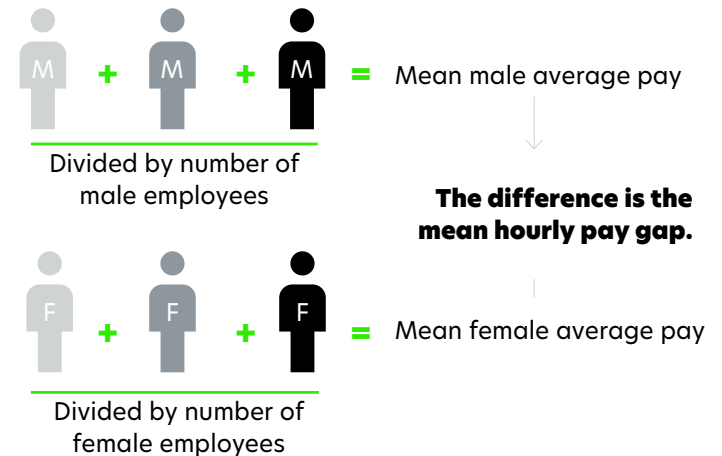 M + M + M = Mean male average pay
Divided by number of
male employees
The difference is the
mean hourly pay gap.
F + F + F = Mean female average pay
Divided by number of
female employees